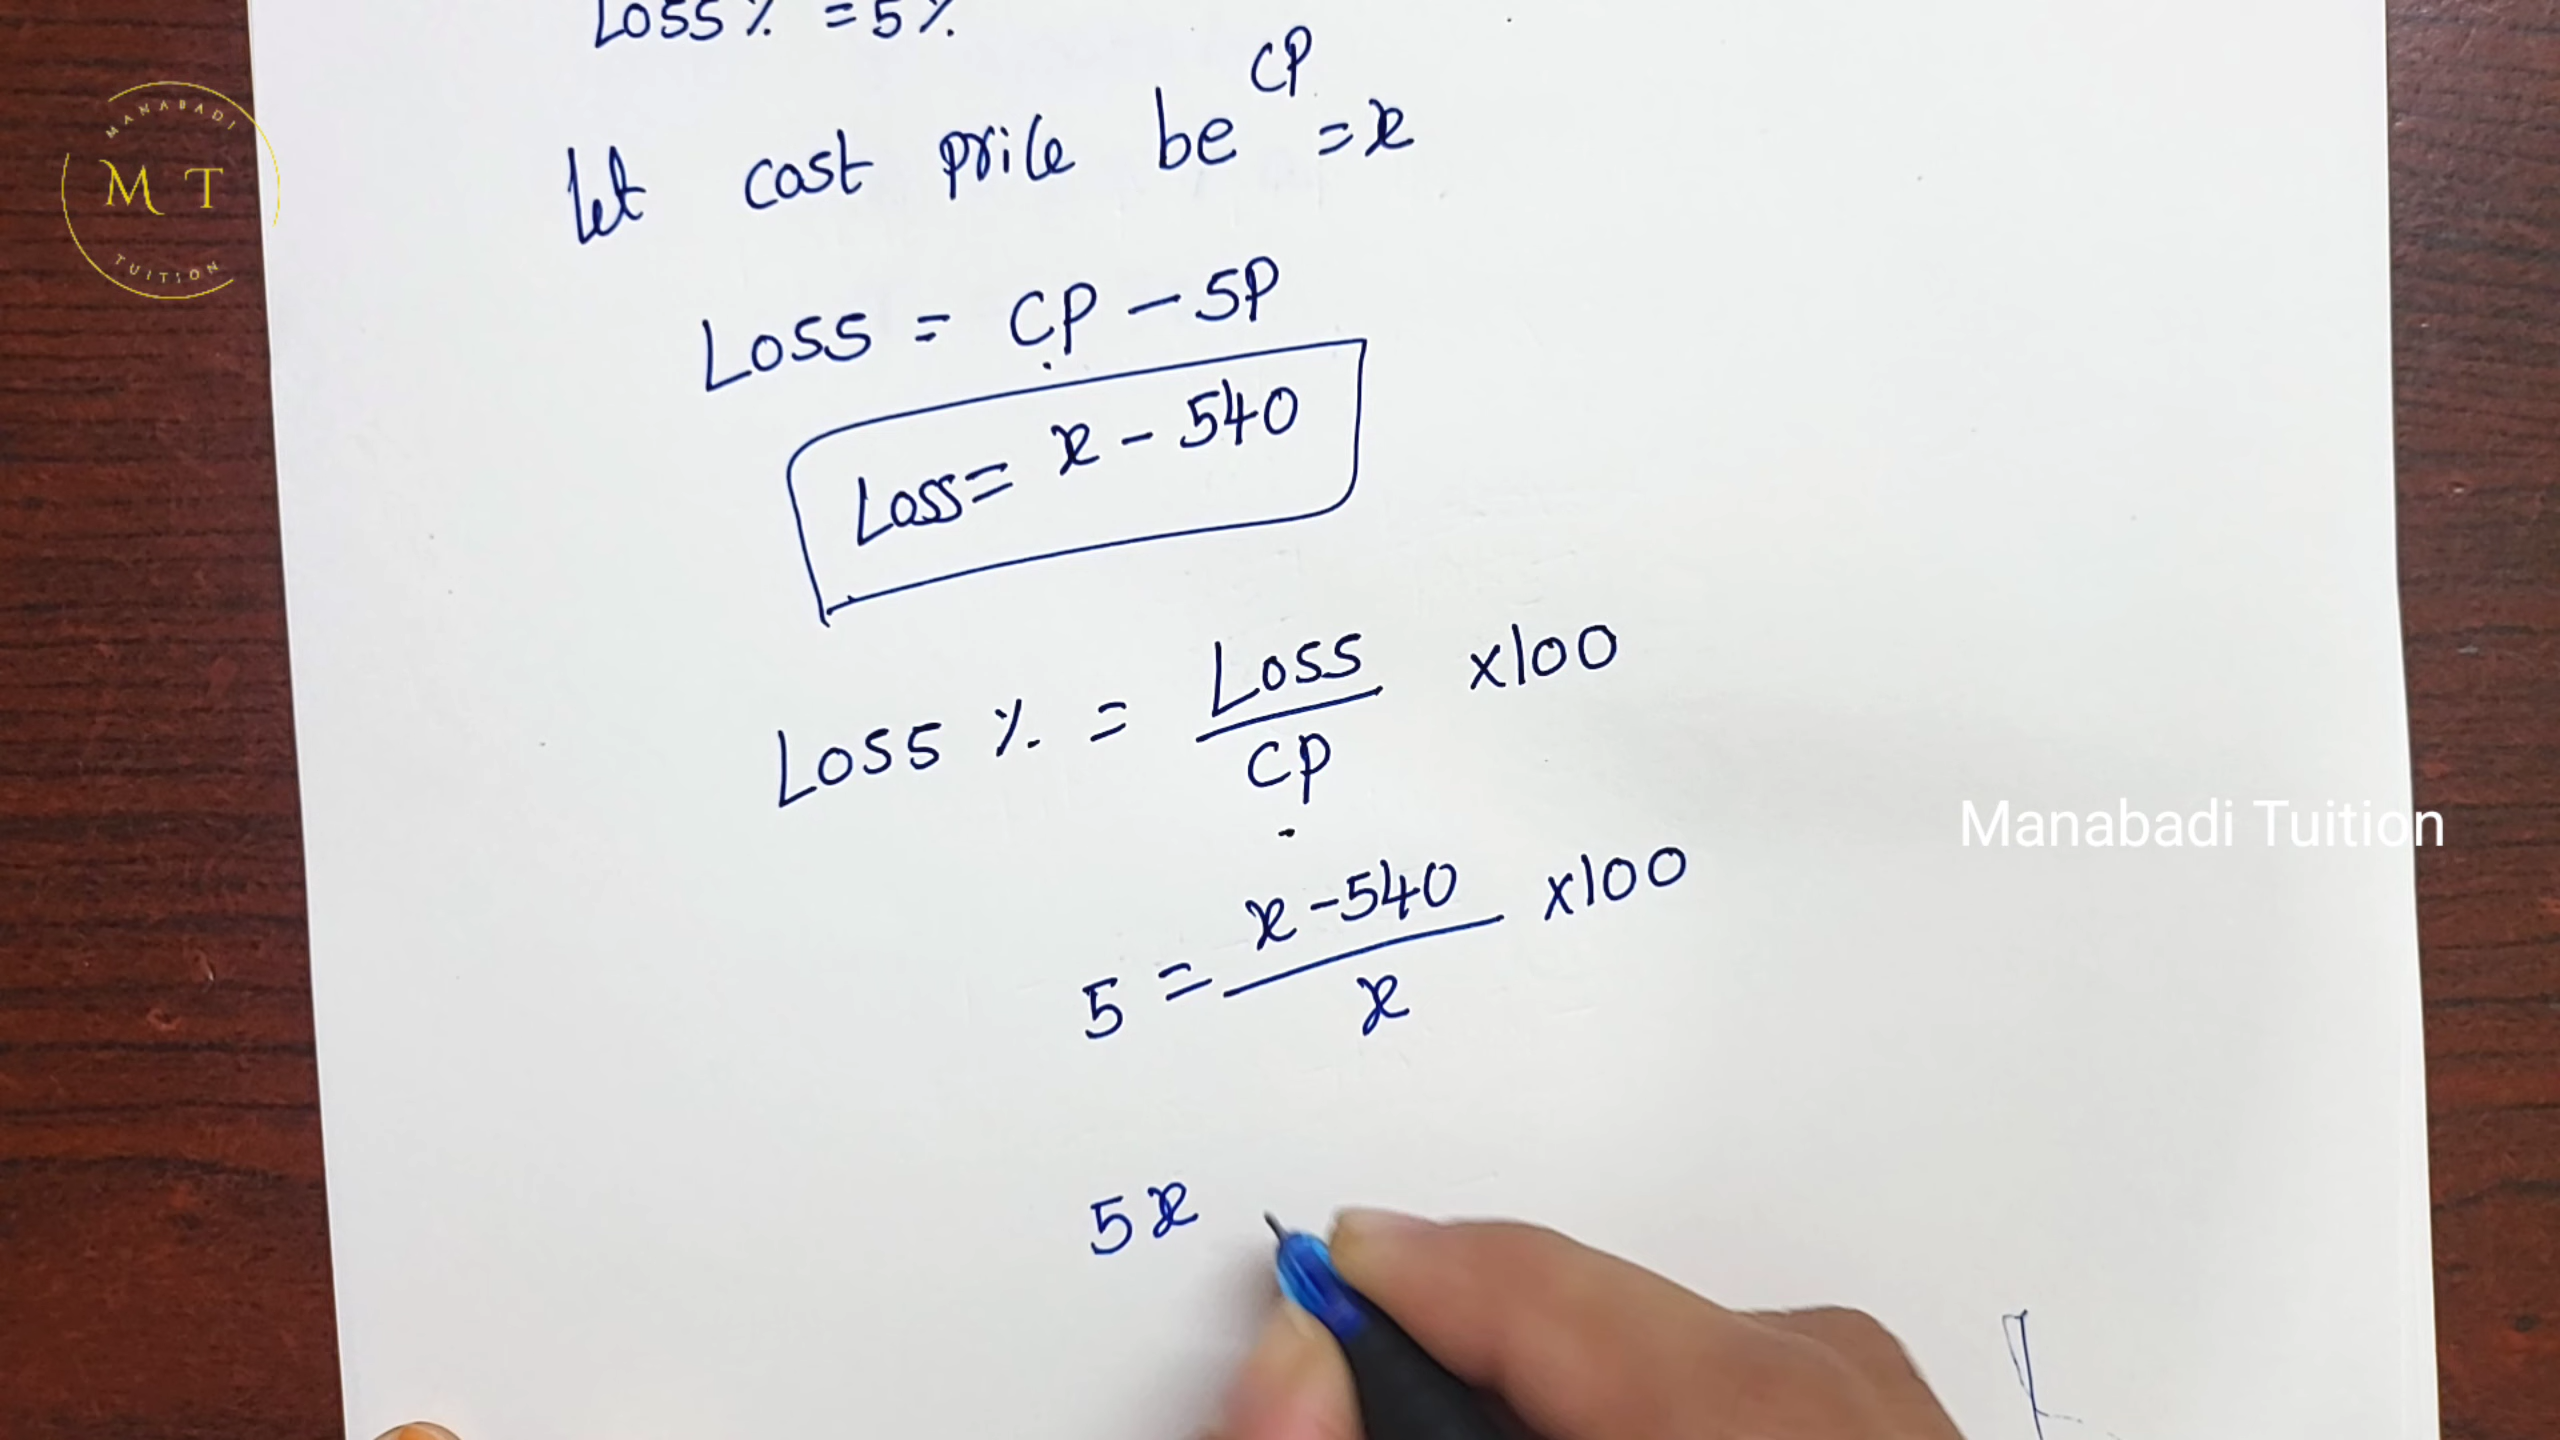 Loss % = 5%
MANABADI
MT
TUITION
Let cost price be CP = x
Loss = CP - SP
Loss = x - 540
Loss % = Loss / CP x100
5 = x - 540 / x x100
Manabadi Tuition
5x